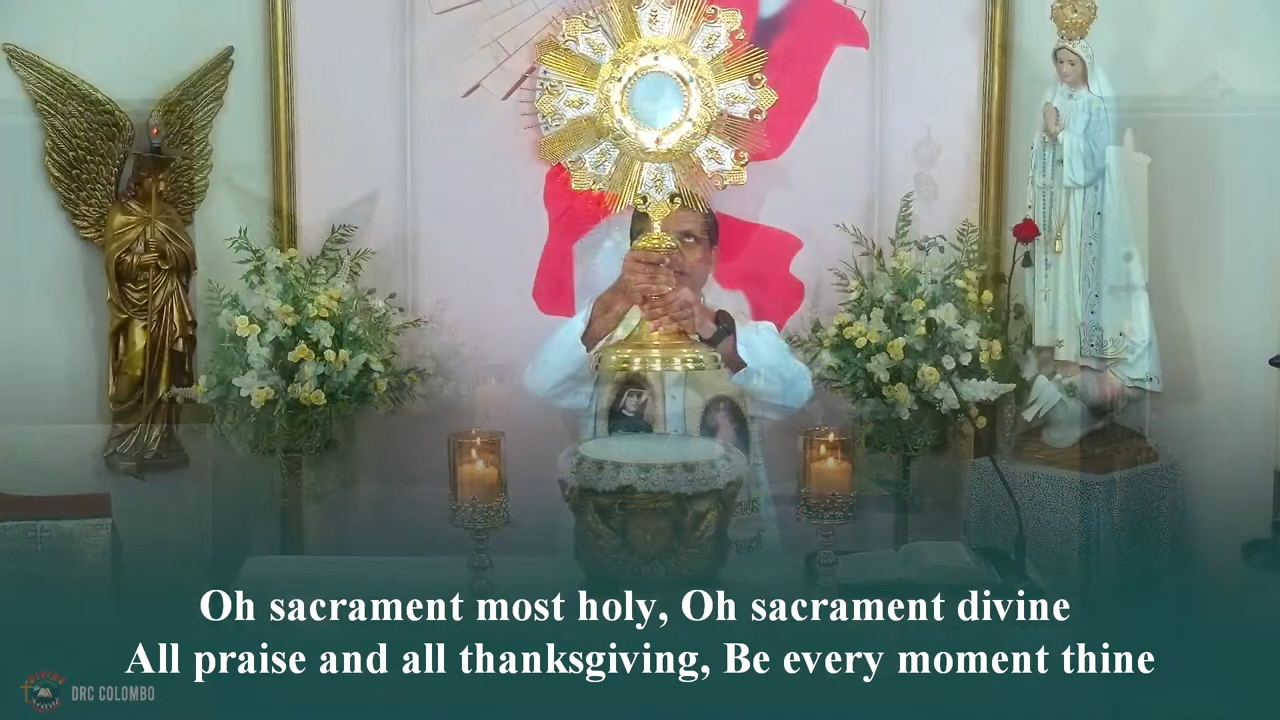 Oh sacrament most holy, Oh sacrament divine
All praise and all thanksgiving, Be every moment thine
DRC COLOMBO